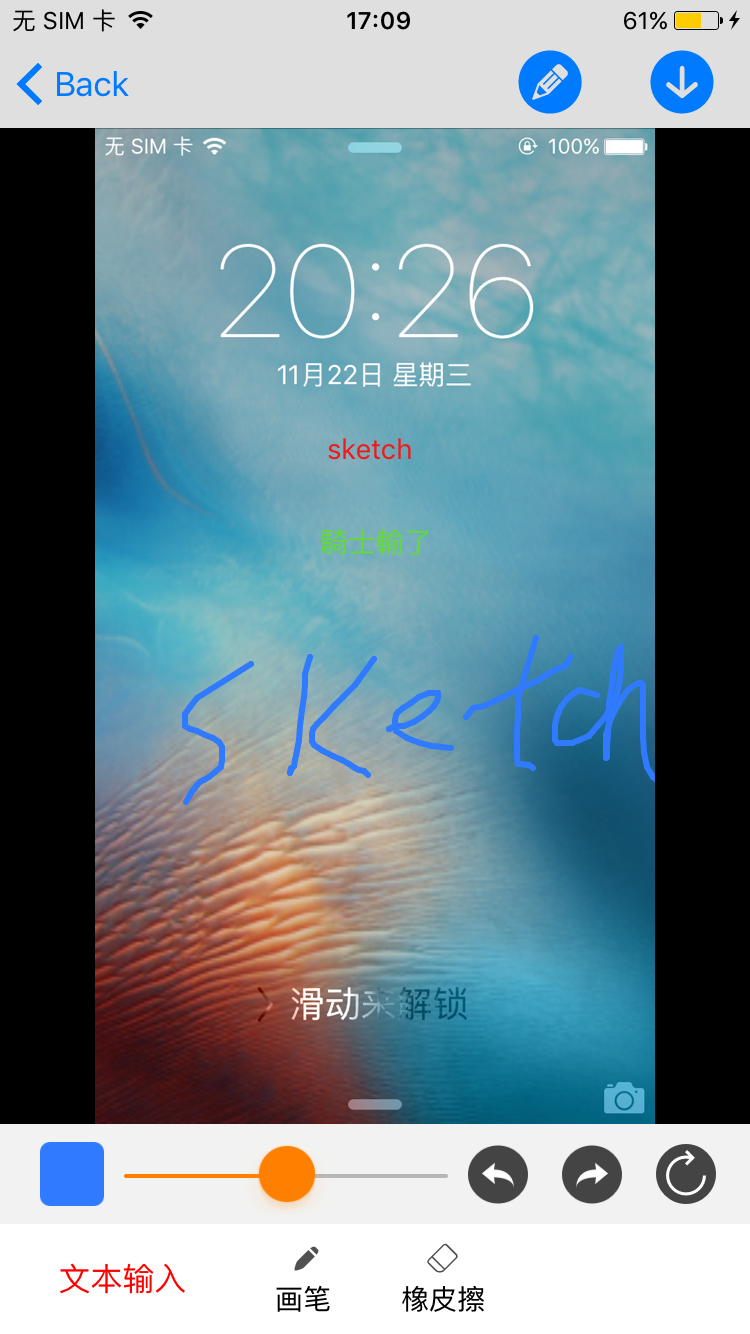 无 SIM 卡 17:09 61%
Back
无 SIM 卡 100%
20:26
11月22日 星期三
sketch
騎士輸了
sketch
滑动来解锁
文本输入 画笔 橡皮擦